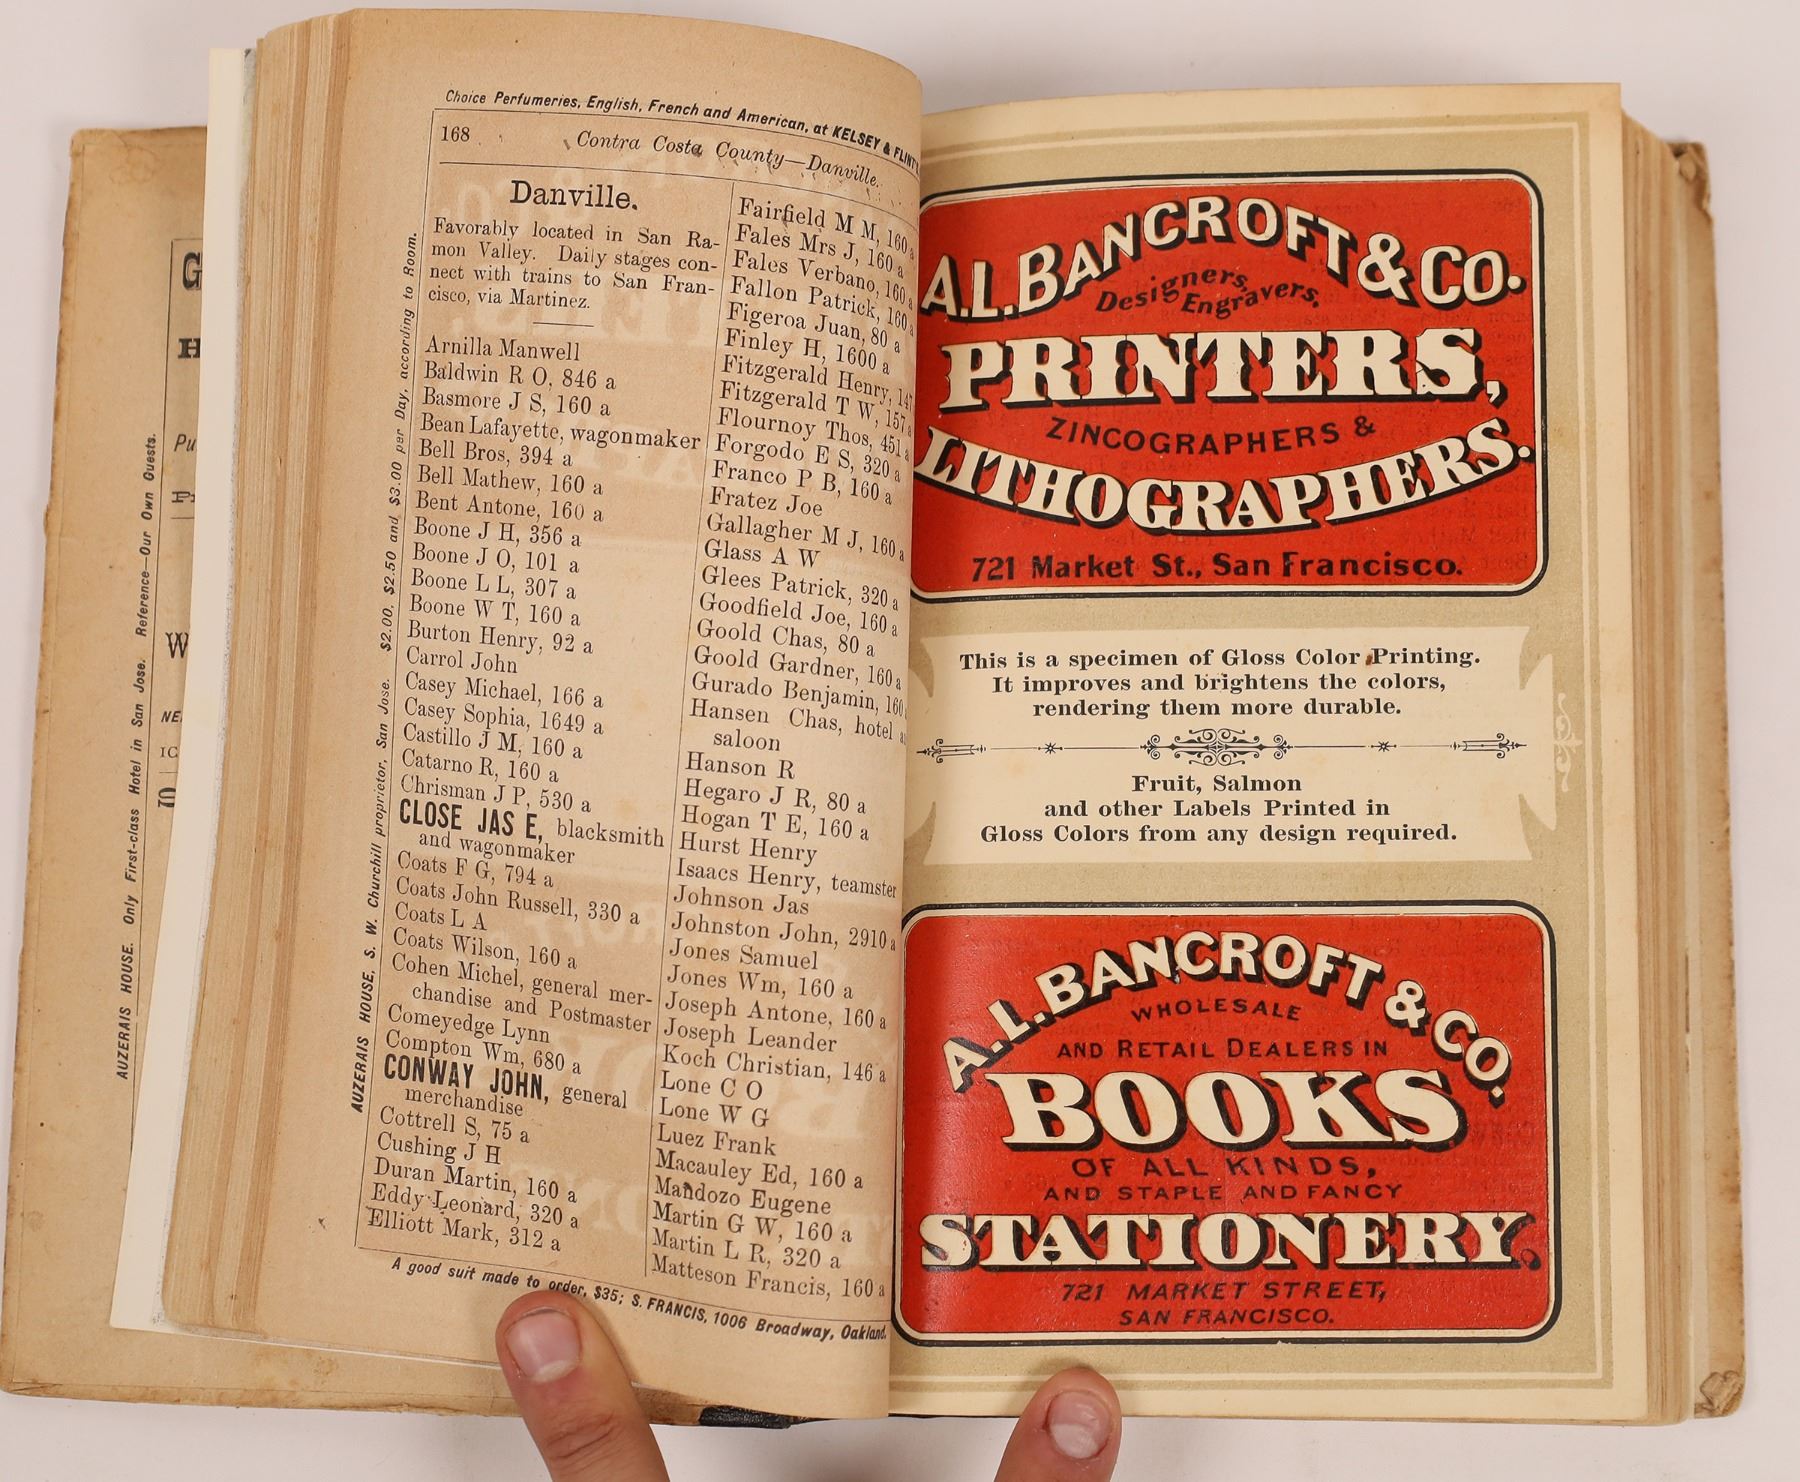 Choice Perfumeries, English, French and American, at KELSEY & FLINT'S
168
Contra Costa County—Danville.
Danville.
Favorably located in San Ra-
mon Valley. Daily stages con-
nect with trains to San Fran-
cisco, via Martinez.
Arnilla Manwell
Baldwin R O, 846 a
Basmore J S, 160 a
Bean Lafayette, wagonmaker
Bell Bros, 394 a
Bell Mathew, 160 a
Bent Antone, 160 a
Boone J H, 356 a
Boone J O, 101 a
Boone L L, 307 a
Boone W T, 160 a
Burton Henry, 92 a
Carrol John
Casey Michael, 166 a
Casey Sophia, 1649 a
Castillo J M, 160 a
Catarno R, 160 a
Chrisman J P, 530 a
CLOSE JAS E, blacksmith
and wagonmaker
Coats F G, 794 a
Coats John Russell, 330 a
Coats L A
Coats Wilson, 160 a
Cohen Michel, general mer-
chandise and Postmaster
Comeyedge Lynn
Compton Wm, 680 a
CONWAY JOHN, general
merchandise
Cottrell S, 75 a
Cushing J H
Duran Martin, 160 a
Eddy Leonard, 320 a
Elliott Mark, 312 a
Fairfield M M, 160 a
Fales Mrs J, 160 a
Fales Verbano, 160 a
Fallon Patrick, 160 a
Figeroa Juan, 80 a
Finley H, 1600 a
Fitzgerald Henry, 147
Fitzgerald T W, 157 a
Flournoy Thos, 451 a
Forgodo E S, 320 a
Franco P B, 160 a
Fratez Joe
Gallagher M J, 160 a
Glass A W
Glees Patrick, 320 a
Goodfield Joe, 160 a
Goold Chas, 80 a
Goold Gardner, 160 a
Gurado Benjamin, 160
Hansen Chas, hotel
saloon
Hanson R
Hegaro J R, 80 a
Hogan T E, 160 a
Hurst Henry
Isaacs Henry, teamster
Johnson Jas
Johnston John, 2910 a
Jones Samuel
Jones Wm, 160 a
Joseph Antone, 160 a
Joseph Leander
Koch Christian, 146 a
Lone C O
Lone W G
Luez Frank
Macauley Ed, 160 a
Mandozo Eugene
Martin G W, 160 a
Martin L R, 320 a
Matteson Francis, 160 a
A good suit made to order, $35; S. FRANCIS, 1006 Broadway, Oakland.
AUZERAIS HOUSE, S. W. Churchill proprietor, San Jose. $2.00, $2.50 and $3.00 per Day, according to Room.
AUZERAIS HOUSE. Only First-class Hotel in San Jose. Reference—Our Own Guests.
A.L. BANCROFT & CO.
Designers,
Engravers,
PRINTERS,
ZINCOGRAPHERS &
LITHOGRAPHERS.
721 Market St., San Francisco.
This is a specimen of Gloss Color Printing.
It improves and brightens the colors,
rendering them more durable.
Fruit, Salmon
and other Labels Printed in
Gloss Colors from any design required.
A.L. BANCROFT & CO.
WHOLESALE
AND RETAIL DEALERS IN
BOOKS
OF ALL KINDS,
AND STAPLE AND FANCY
STATIONERY.
721 MARKET STREET,
SAN FRANCISCO.